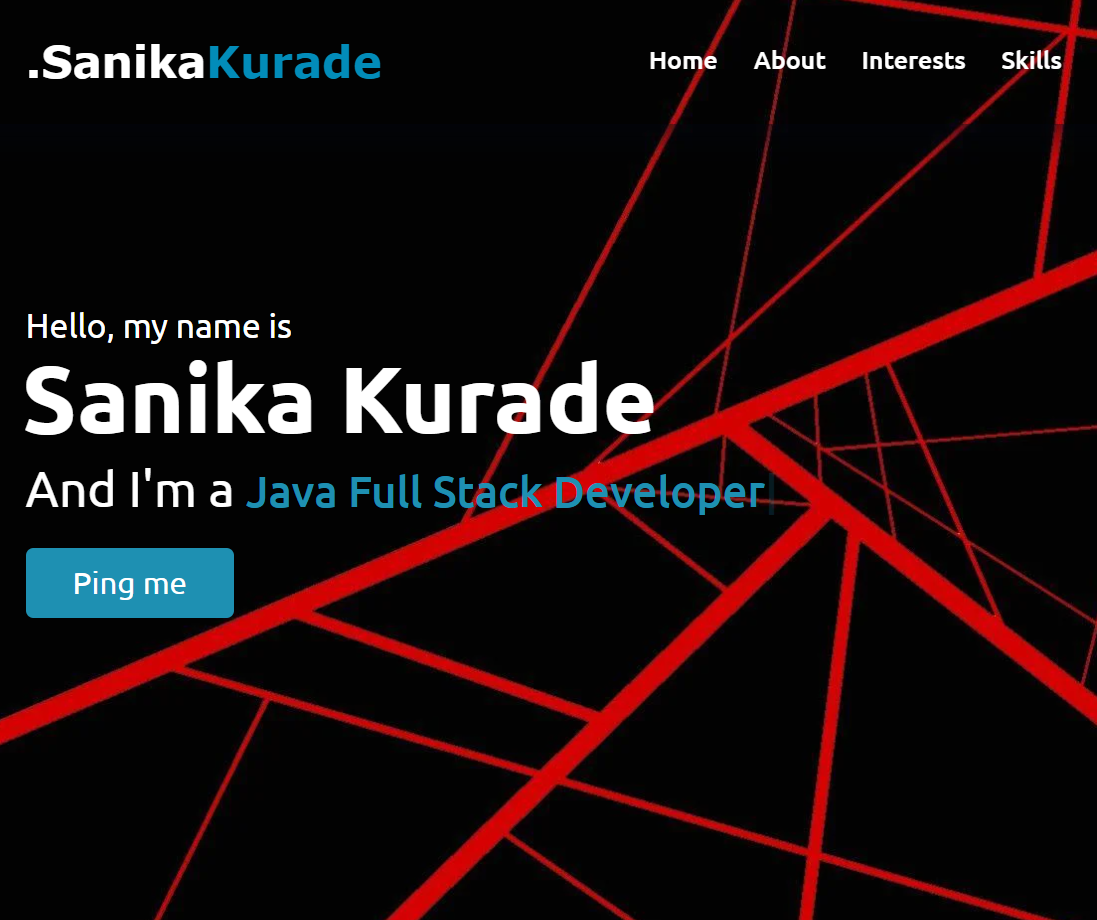 .SanikaKurade
Home About Interests Skills
Hello, my name is
Sanika Kurade
And I'm a Java Full Stack Developer
Ping me